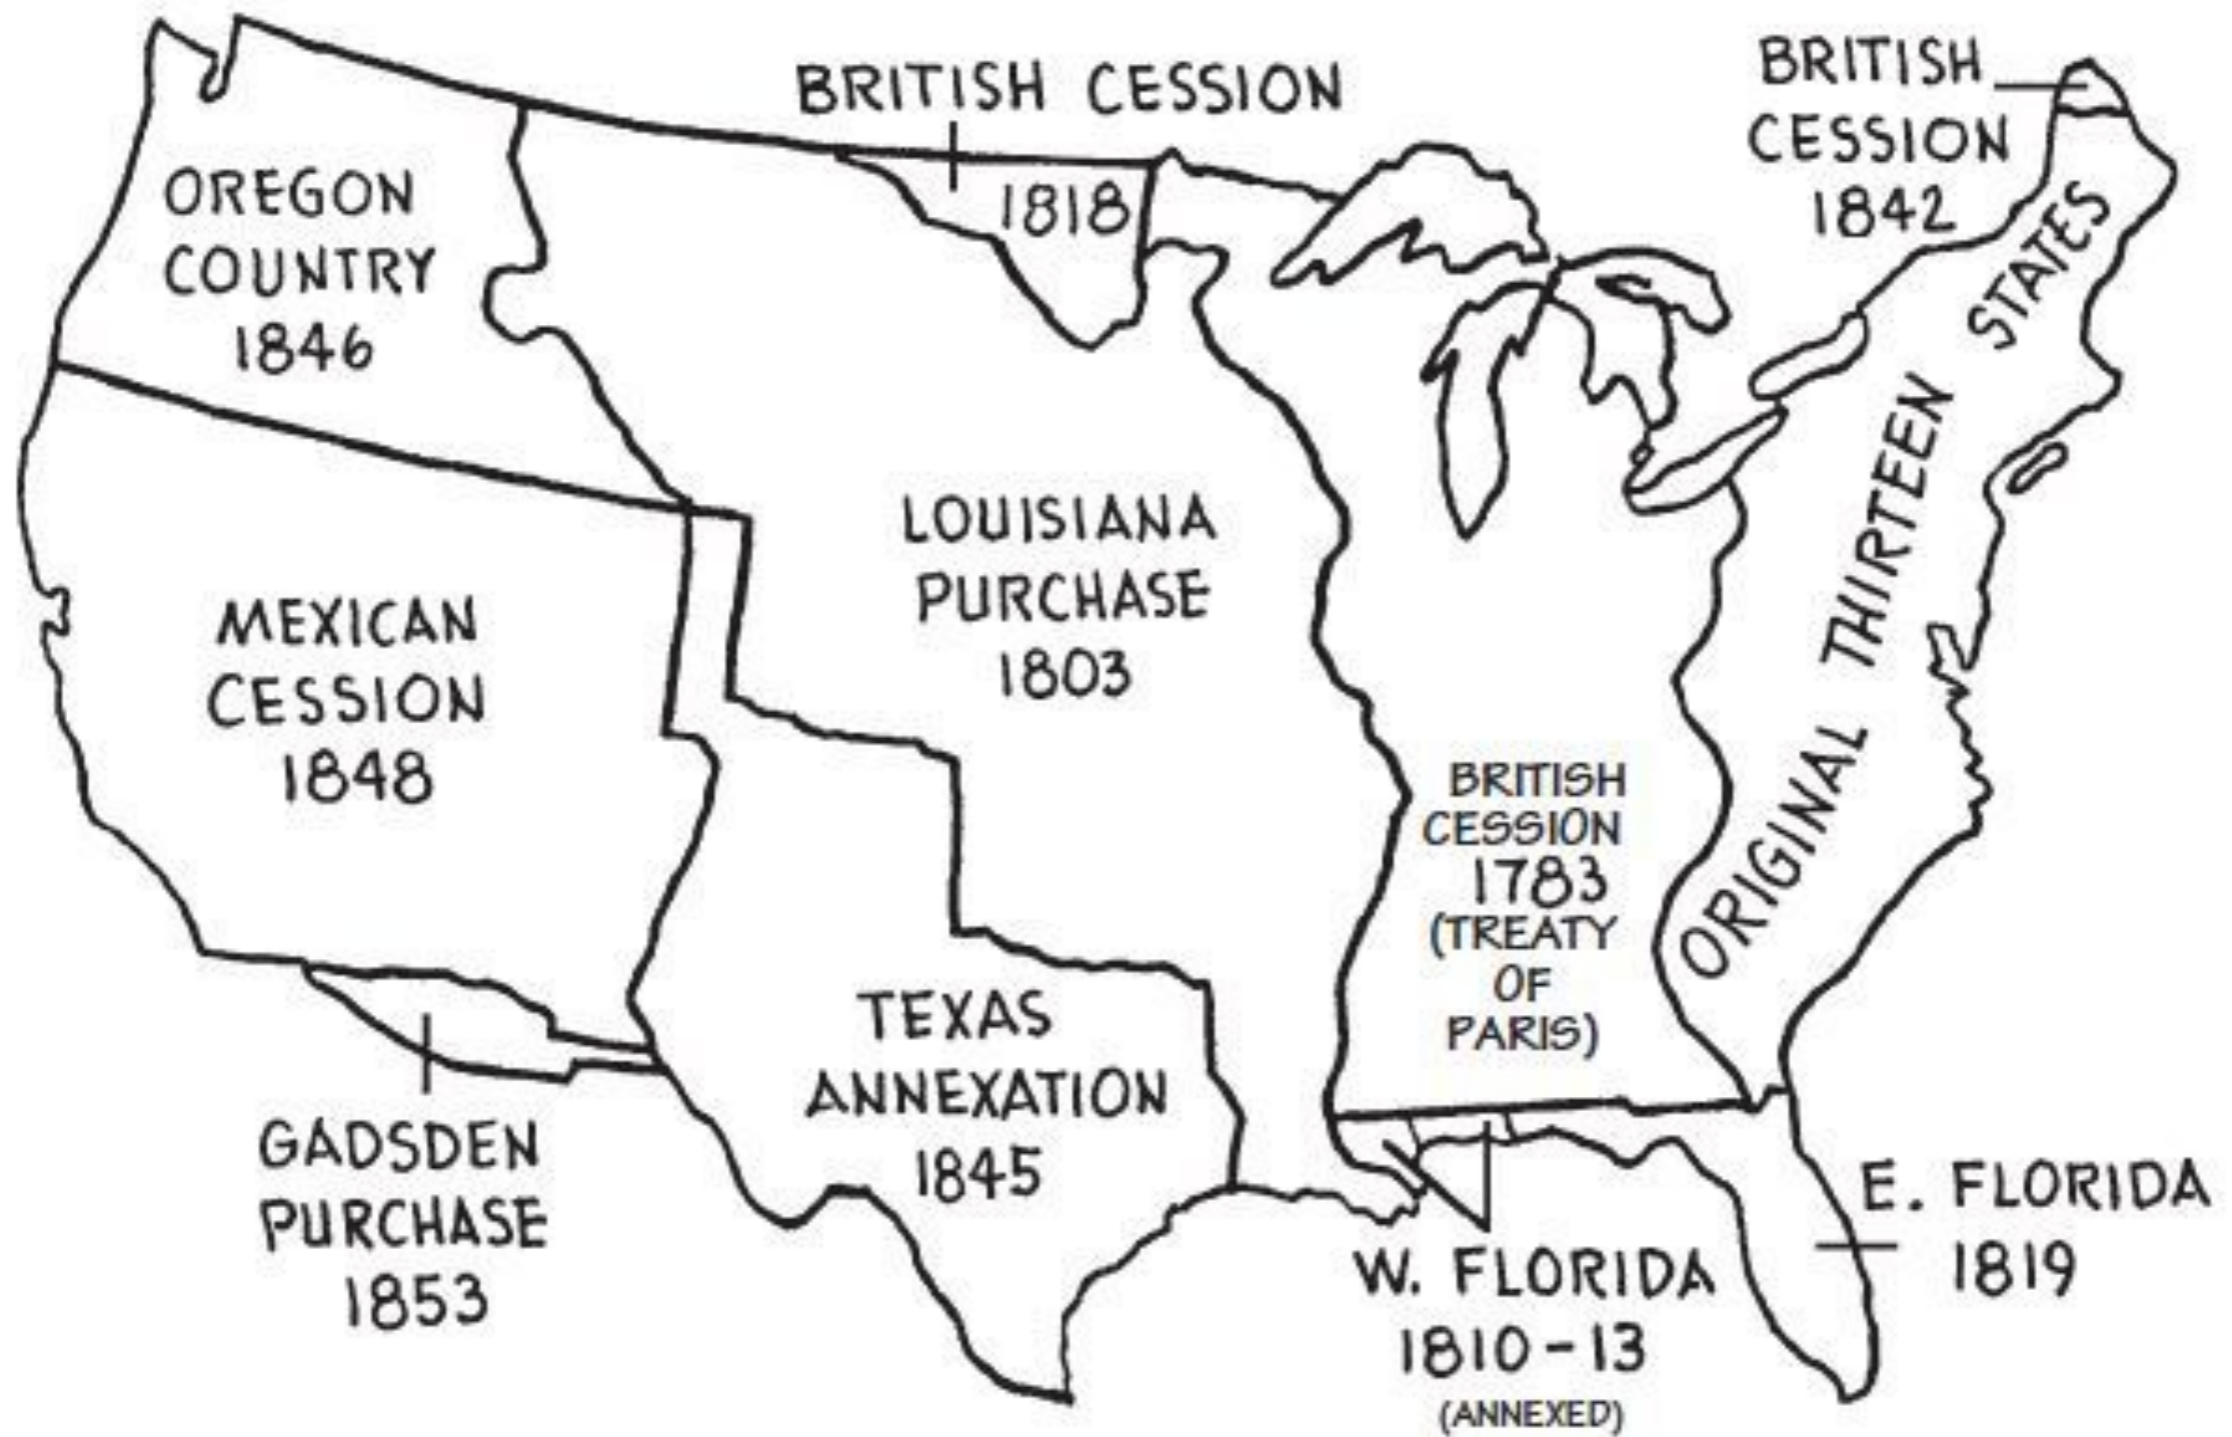 BRITISH CESSION
1818
BRITISH
CESSION
1842
OREGON
COUNTRY
1846
ORIGINAL THIRTEEN STATES
LOUISIANA
PURCHASE
1803
MEXICAN
CESSION
1848
BRITISH
CESSION
1783
(TREATY
OF
PARIS)
TEXAS
ANNEXATION
1845
GADSDEN
PURCHASE
1853
W. FLORIDA
1810-13
(ANNEXED)
E. FLORIDA
1819